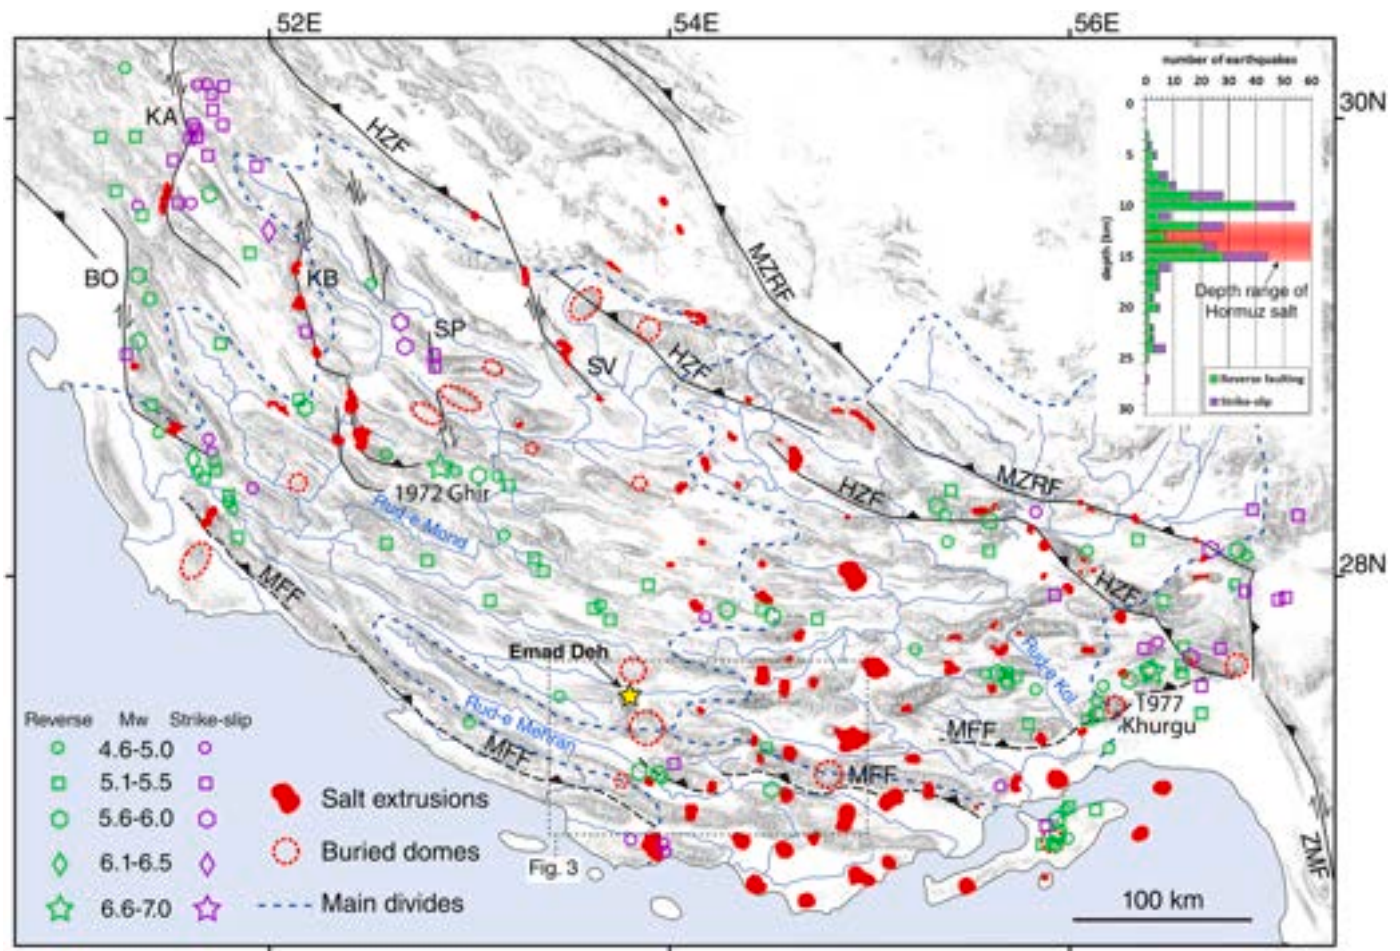 52E
54E
56E
30N
28N
number of earthquakes
0 10 20 30 40 50 60
depth [km]
0
5
10
15
20
25
30
Depth range of
Hormuz salt
Reverse faulting
Strike-slip
KA
HZF
BO
KB
MZRF
SP
SV
HZF
1972 Ghir
HZF
MZRF
Rud-e Mond
MFF
HZF
Emad Deh
Rud-e Kol
Rud-e Mehran
MFF
MFF
1977
Khurgu
MFF
ZMF
Fig. 3
Reverse Mw Strike-slip
4.6-5.0
5.1-5.5
5.6-6.0
6.1-6.5
6.6-7.0
Salt extrusions
Buried domes
Main divides
100 km